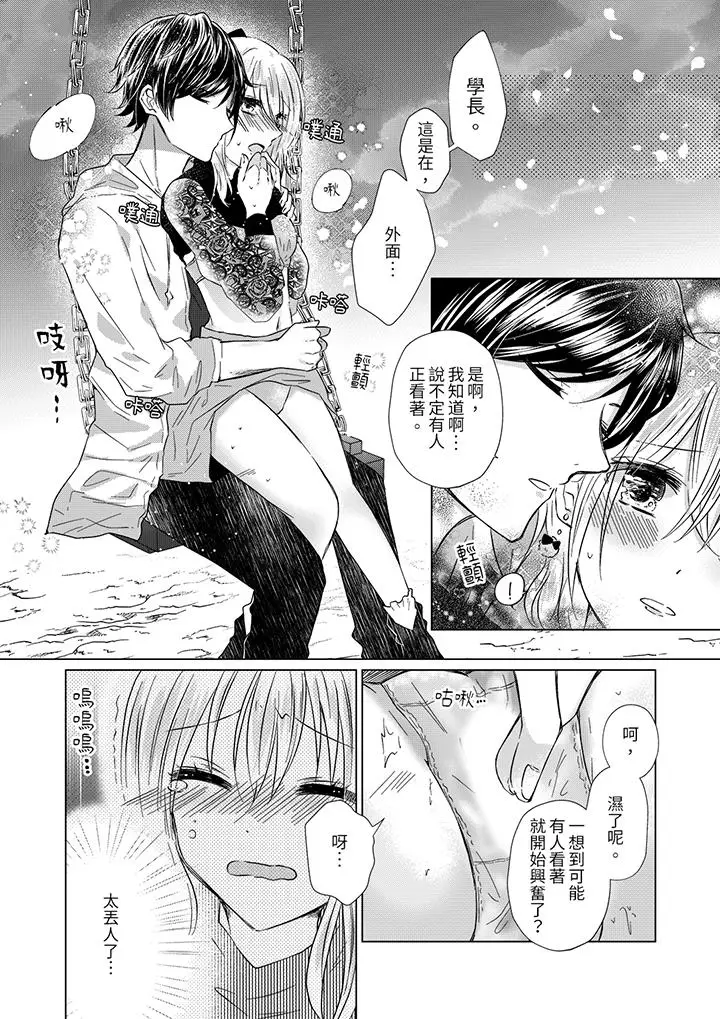 學長。
這是在，
外面…
啾
噗通
啾
噗通
咔嗒
吱呀…
咔嗒
輕顫
是啊，
我知道啊…
說不定有人
正看著。
輕顫
！
呵，
濕了呢。
一想到可能
有人看著
就開始興奮了？
咕啾…
嗚嗚嗚…
呀…
太丟人了…